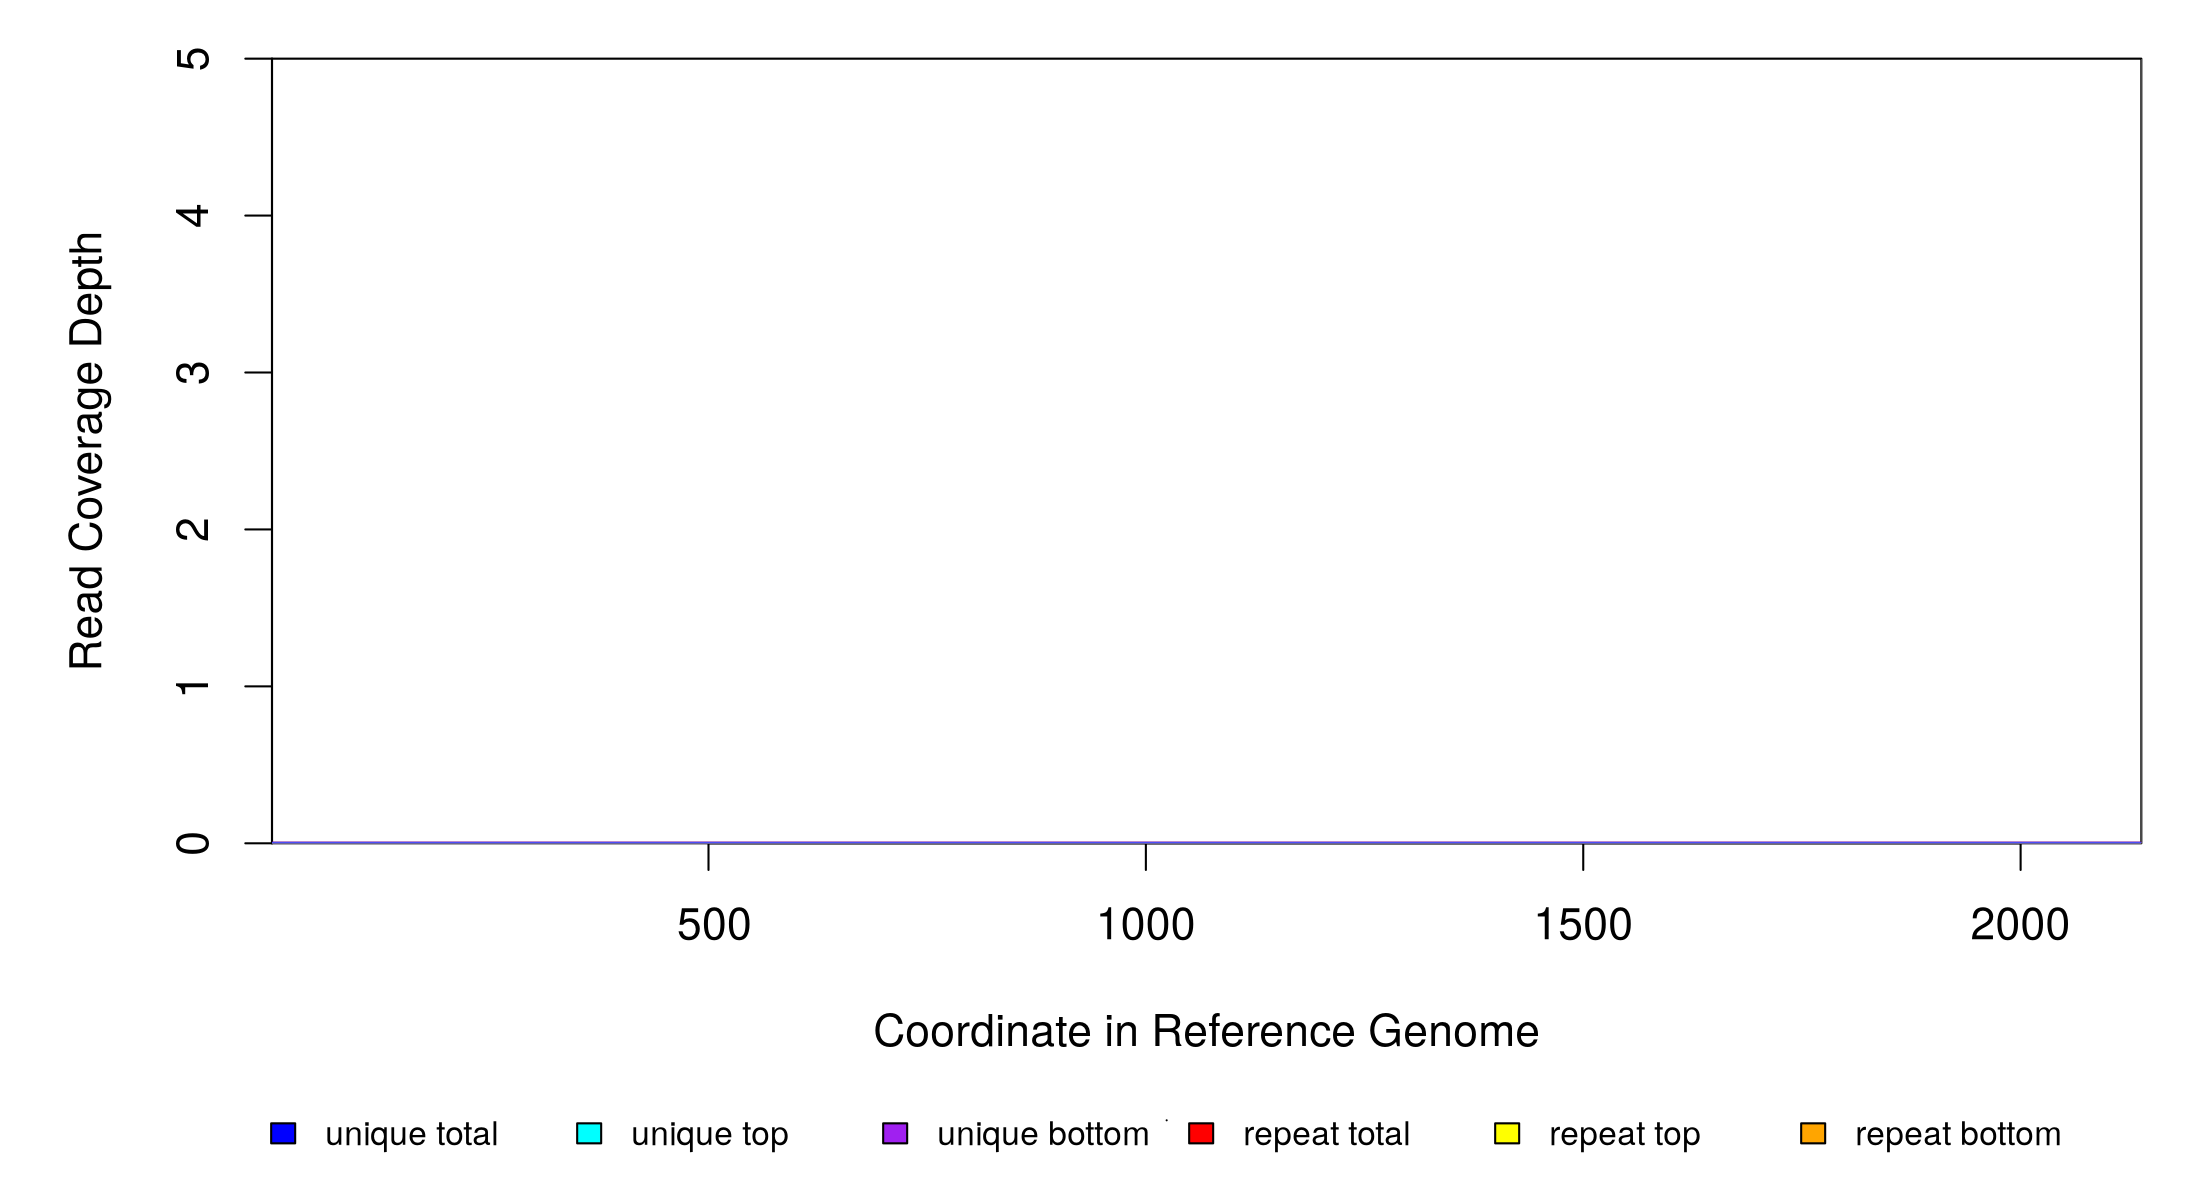 5
4
3
2
1
0
Read Coverage Depth
500 1000 1500 2000
Coordinate in Reference Genome
unique total unique top unique bottom repeat total repeat top repeat bottom